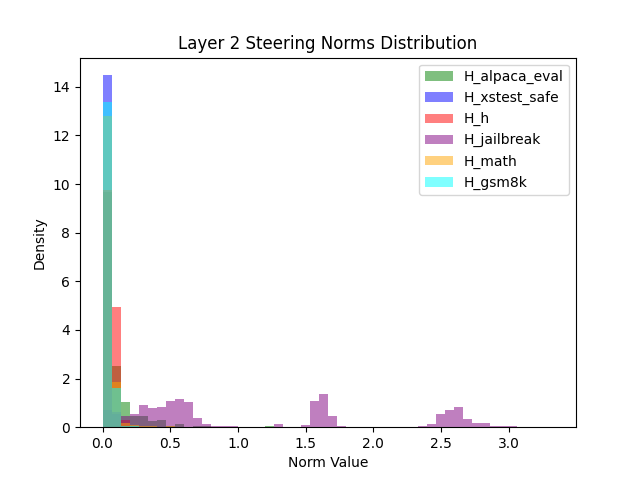 Layer 2 Steering Norms Distribution
Density
14
12
10
8
6
4
2
0
0.0 0.5 1.0 1.5 2.0 2.5 3.0
Norm Value
H_alpaca_eval
H_xstest_safe
H_h
H_jailbreak
H_math
H_gsm8k